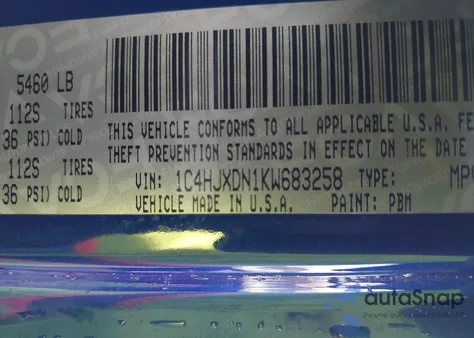 5460 LB
112S TIRES
36 PSI) COLD
112S TIRES
36 PSI) COLD
THIS VEHICLE CONFORMS TO ALL APPLICABLE U.S.A. FE
THEFT PREVENTION STANDARDS IN EFFECT ON THE DATE
VIN: 1C4HJXDN1KW683258 TYPE: MPV
VEHICLE MADE IN U.S.A. PAINT: PBM
autoSnap